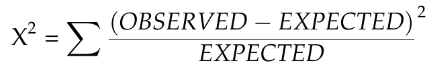 X² = ∑ (OBSERVED − EXPECTED)² / EXPECTED